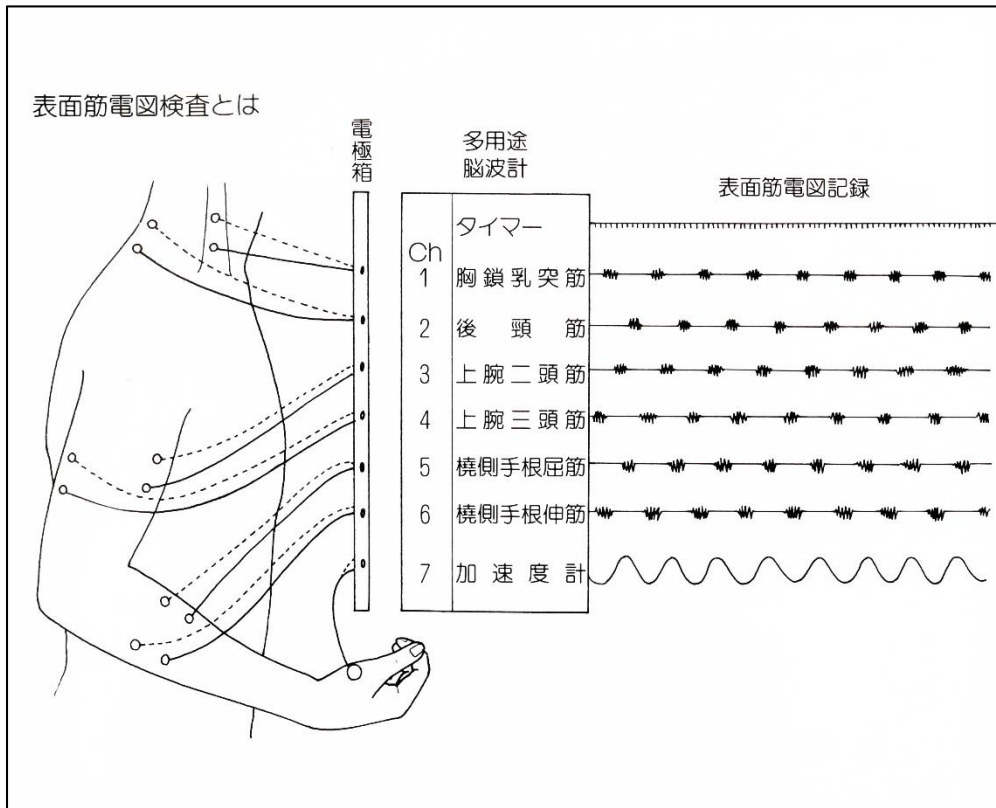 表面筋電図検査とは
電極箱
多用途
脳波計
表面筋電図記録
タイマー
Ch
1 胸鎖乳突筋
2 後頸筋
3 上腕二頭筋
4 上腕三頭筋
5 橈側手根屈筋
6 橈側手根伸筋
7 加速度計